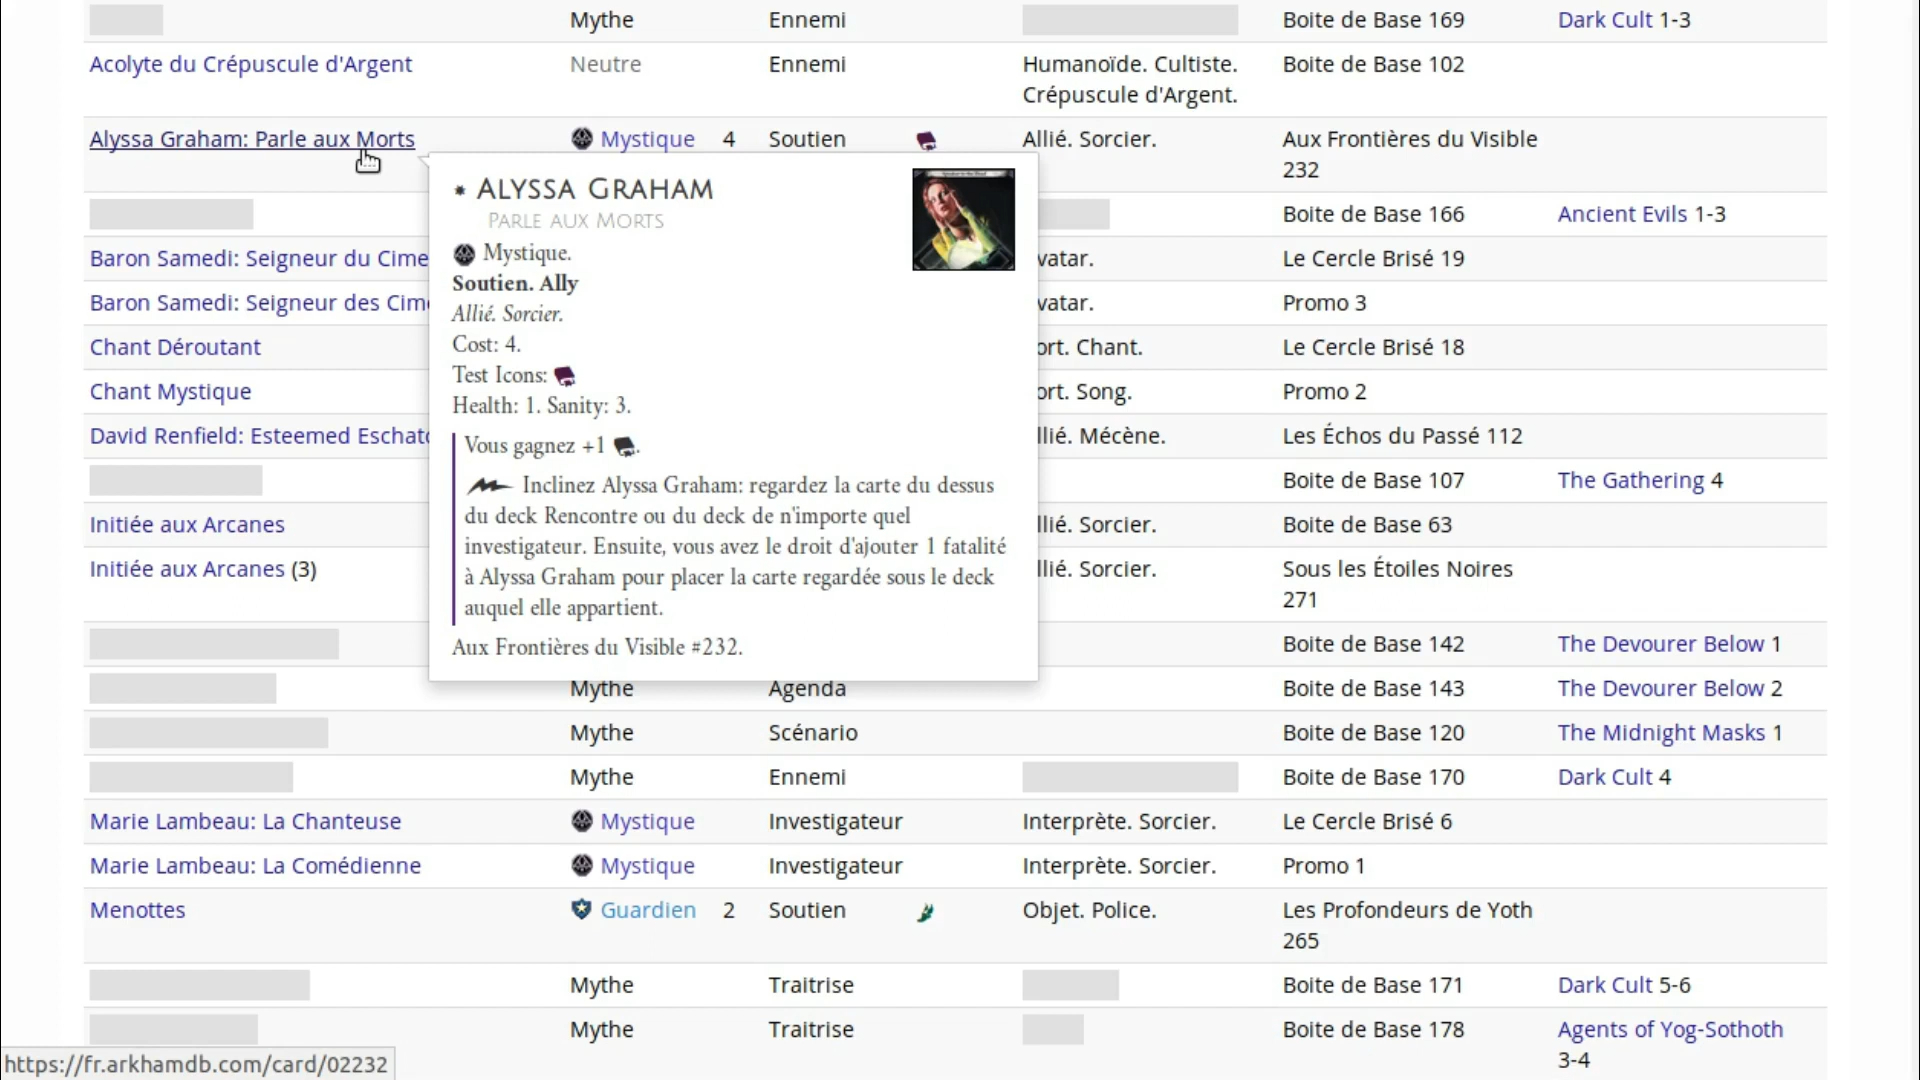 Mythe Ennemi Boite de Base 169 Dark Cult 1-3
Acolyte du Crépuscule d'Argent Neutre Ennemi Humanoïde. Cultiste. Boite de Base 102
Crépuscule d'Argent.
Alyssa Graham: Parle aux Morts Mystique 4 Soutien Allié. Sorcier. Aux Frontières du Visible
232
Boite de Base 166 Ancient Evils 1-3
Baron Samedi: Seigneur du Cime vatar. Le Cercle Brisé 19
Baron Samedi: Seigneur des Cim vatar. Promo 3
Chant Déroutant ort. Chant. Le Cercle Brisé 18
Chant Mystique ort. Song. Promo 2
David Renfield: Esteemed Eschato llié. Mécène. Les Échos du Passé 112
Boite de Base 107 The Gathering 4
Initiée aux Arcanes llié. Sorcier. Boite de Base 63
Initiée aux Arcanes (3) llié. Sorcier. Sous les Étoiles Noires
271
Boite de Base 142 The Devourer Below 1
Mythe Agenda Boite de Base 143 The Devourer Below 2
Mythe Scénario Boite de Base 120 The Midnight Masks 1
Mythe Ennemi Boite de Base 170 Dark Cult 4
Marie Lambeau: La Chanteuse Mystique Investigateur Interprète. Sorcier. Le Cercle Brisé 6
Marie Lambeau: La Comédienne Mystique Investigateur Interprète. Sorcier. Promo 1
Menottes Guardien 2 Soutien Objet. Police. Les Profondeurs de Yoth
265
Mythe Traitrise Boite de Base 171 Dark Cult 5-6
Mythe Traitrise Boite de Base 178 Agents of Yog-Sothoth
3-4
ALYSSA GRAHAM
PARLE AUX MORTS
Mystique.
Soutien. Ally
Allié. Sorcier.
Cost: 4.
Test Icons:
Health: 1. Sanity: 3.
Vous gagnez +1 .
Inclinez Alyssa Graham: regardez la carte du dessus
du deck Rencontre ou du deck de n'importe quel
investigateur. Ensuite, vous avez le droit d'ajouter 1 fatalité
à Alyssa Graham pour placer la carte regardée sous le deck
auquel elle appartient.
Aux Frontières du Visible #232.
https://fr.arkhamdb.com/card/02232